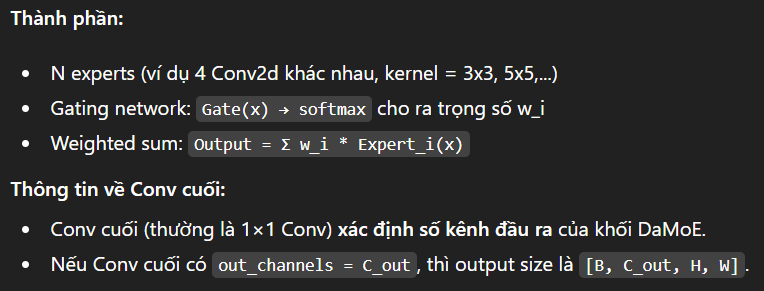 Thành phần:
• N experts (ví dụ 4 Conv2d khác nhau, kernel = 3x3, 5x5,...)
• Gating network: Gate(x) → softmax cho ra trọng số w_i
• Weighted sum: Output = Σ w_i * Expert_i(x)
Thông tin về Conv cuối:
• Conv cuối (thường là 1×1 Conv) xác định số kênh đầu ra của khối DaMoE.
• Nếu Conv cuối có out_channels = C_out, thì output size là [B, C_out, H, W].